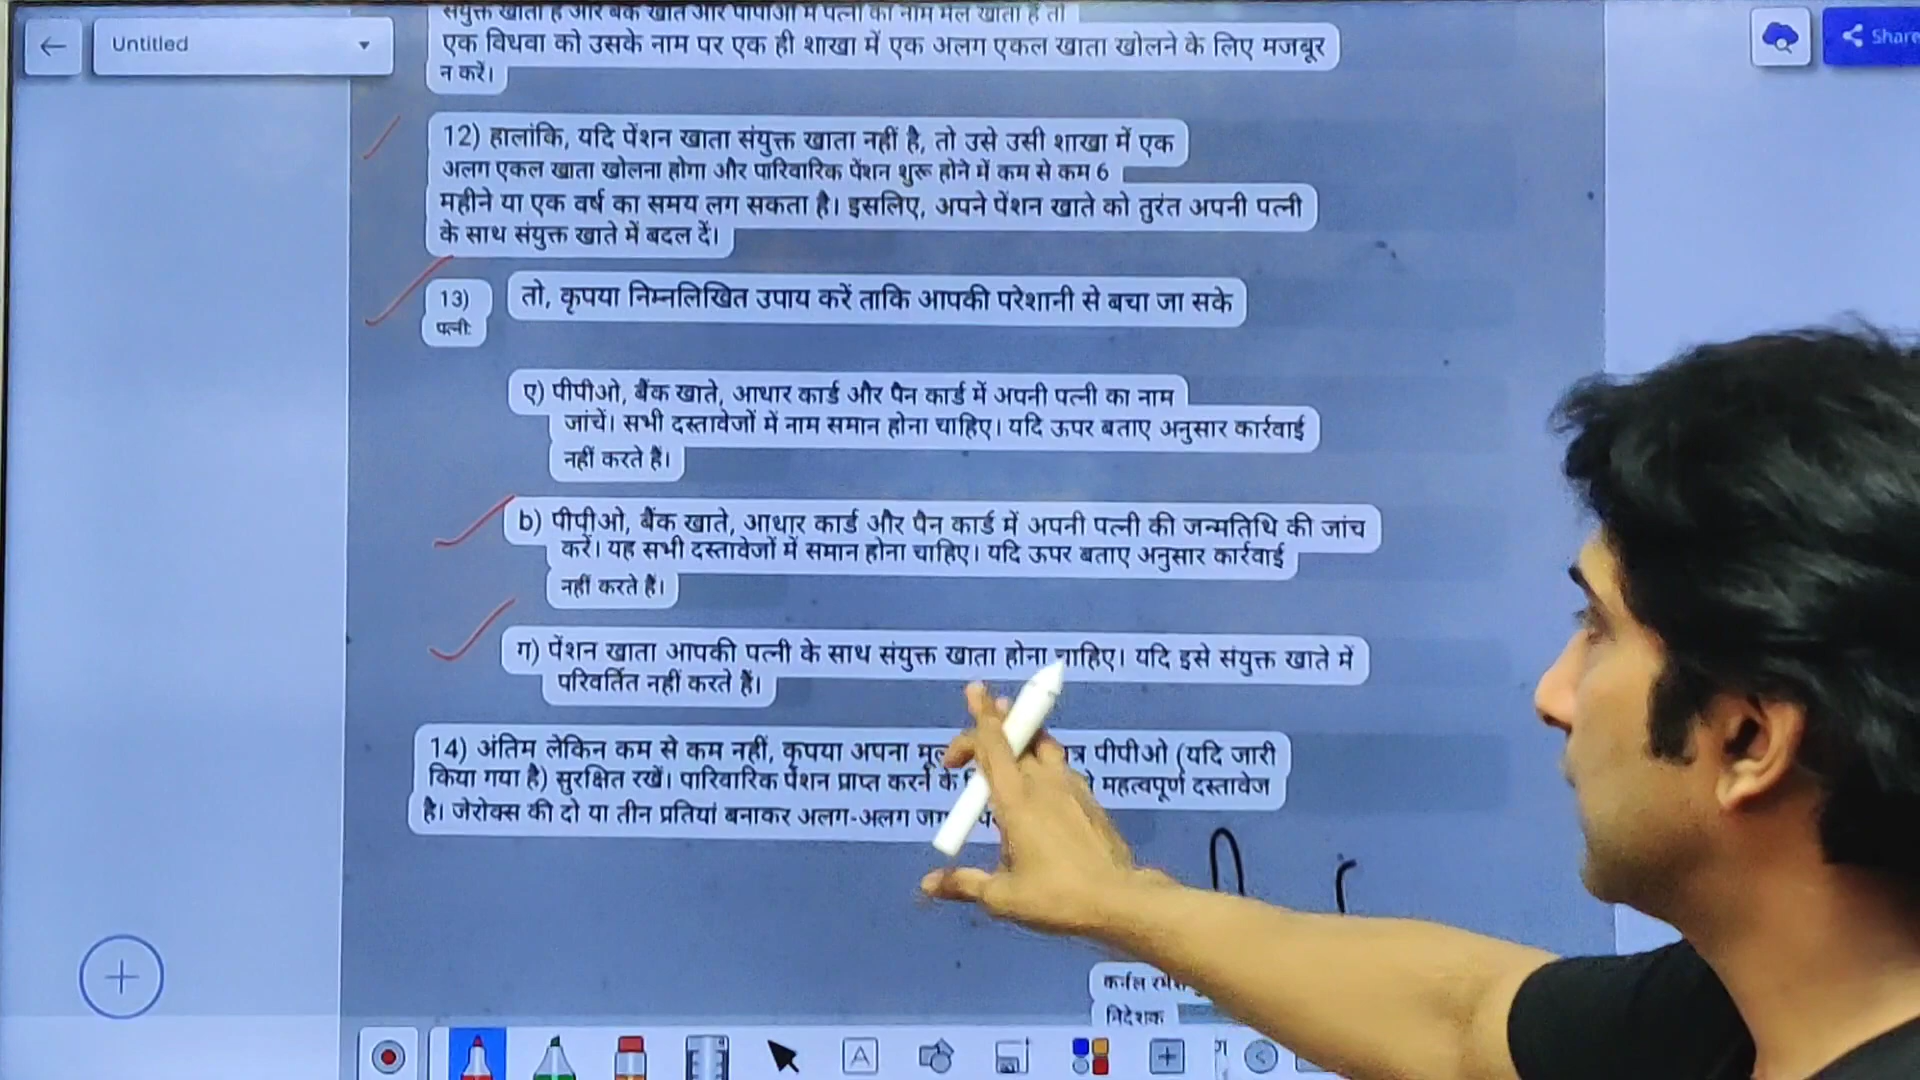 Untitled
Share
संयुक्त खाता है और बैंक खाते और पीपीओ में पत्नी का नाम मेल खाता है तो
एक विधवा को उसके नाम पर एक ही शाखा में एक अलग एकल खाता खोलने के लिए मजबूर
न करें।
12) हालांकि, यदि पेंशन खाता संयुक्त खाता नहीं है, तो उसे उसी शाखा में एक
अलग एकल खाता खोलना होगा और पारिवारिक पेंशन शुरू होने में कम से कम 6
महीने या एक वर्ष का समय लग सकता है। इसलिए, अपने पेंशन खाते को तुरंत अपनी पत्नी
के साथ संयुक्त खाते में बदल दें।
13) तो, कृपया निम्नलिखित उपाय करें ताकि आपकी परेशानी से बचा जा सके
पत्नी:
ए) पीपीओ, बैंक खाते, आधार कार्ड और पैन कार्ड में अपनी पत्नी का नाम
जांचें। सभी दस्तावेजों में नाम समान होना चाहिए। यदि ऊपर बताए अनुसार कार्रवाई
नहीं करते हैं।
b) पीपीओ, बैंक खाते, आधार कार्ड और पैन कार्ड में अपनी पत्नी की जन्मतिथि की जांच
करें। यह सभी दस्तावेजों में समान होना चाहिए। यदि ऊपर बताए अनुसार कार्रवाई
नहीं करते हैं।
ग) पेंशन खाता आपकी पत्नी के साथ संयुक्त खाता होना चाहिए। यदि इसे संयुक्त खाते में
परिवर्तित नहीं करते हैं।
14) अंतिम लेकिन कम से कम नहीं, कृपया अपना मूल पीपीओ (यदि जारी
किया गया है) सुरक्षित रखें। पारिवारिक पेंशन प्राप्त करने के महत्वपूर्ण दस्तावेज
है। जेरोक्स की दो या तीन प्रतियां बनाकर अलग-अलग
कर्नल
निदेशक
A